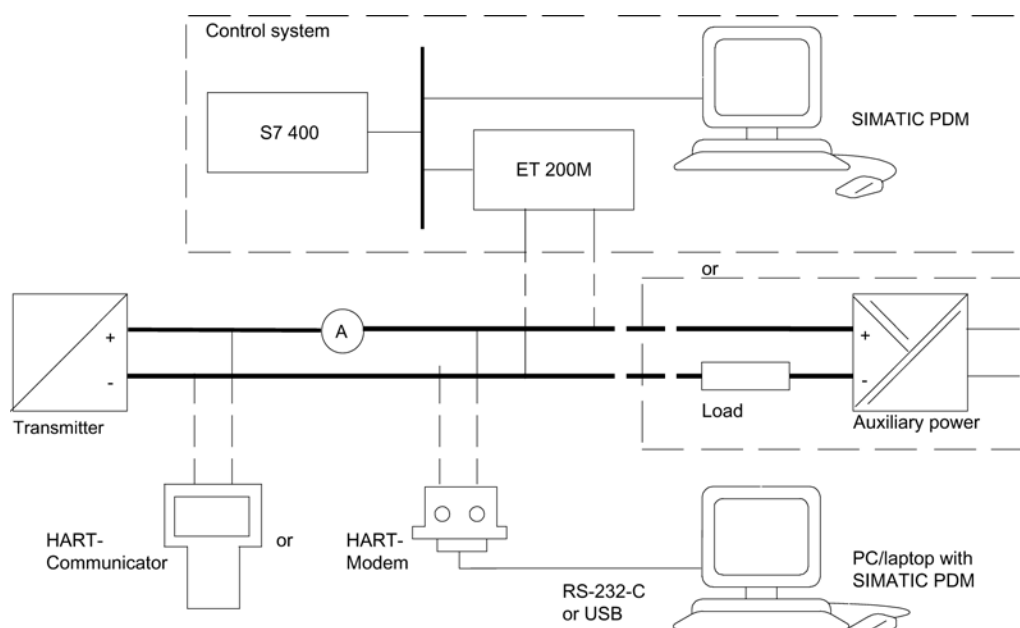 Control system
S7 400
SIMATIC PDM
ET 200M
or
+
A
+
-
-
Load
Transmitter
Auxiliary power
HART-
Communicator
or
HART-
Modem
PC/laptop with
SIMATIC PDM
RS-232-C
or USB